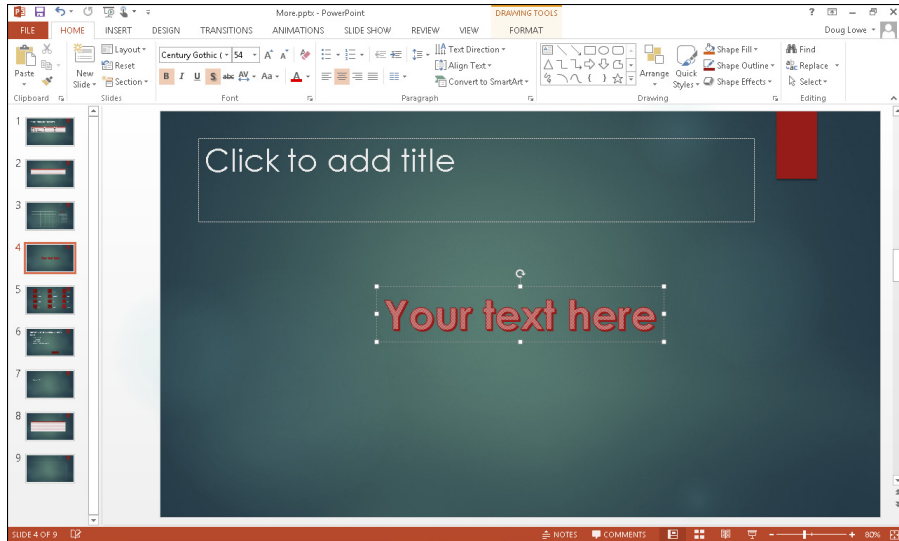 More.pptx - PowerPoint
DRAWING TOOLS
?
FILE HOME INSERT DESIGN TRANSITIONS ANIMATIONS SLIDE SHOW REVIEW VIEW FORMAT
Doug Lowe
Paste
New
Slide
Layout
Reset
Section
Century Gothic ( 54 A A
B I U S abc AV Aa A
Text Direction
Align Text
Convert to SmartArt
Arrange
Quick
Styles
Shape Fill
Shape Outline
Shape Effects
Find
Replace
Select
Clipboard Slides Font Paragraph Drawing Editing
1
2
3
4
5
6
7
8
9
Click to add title
Your text here
SLIDE 4 OF 9
NOTES COMMENTS
80%